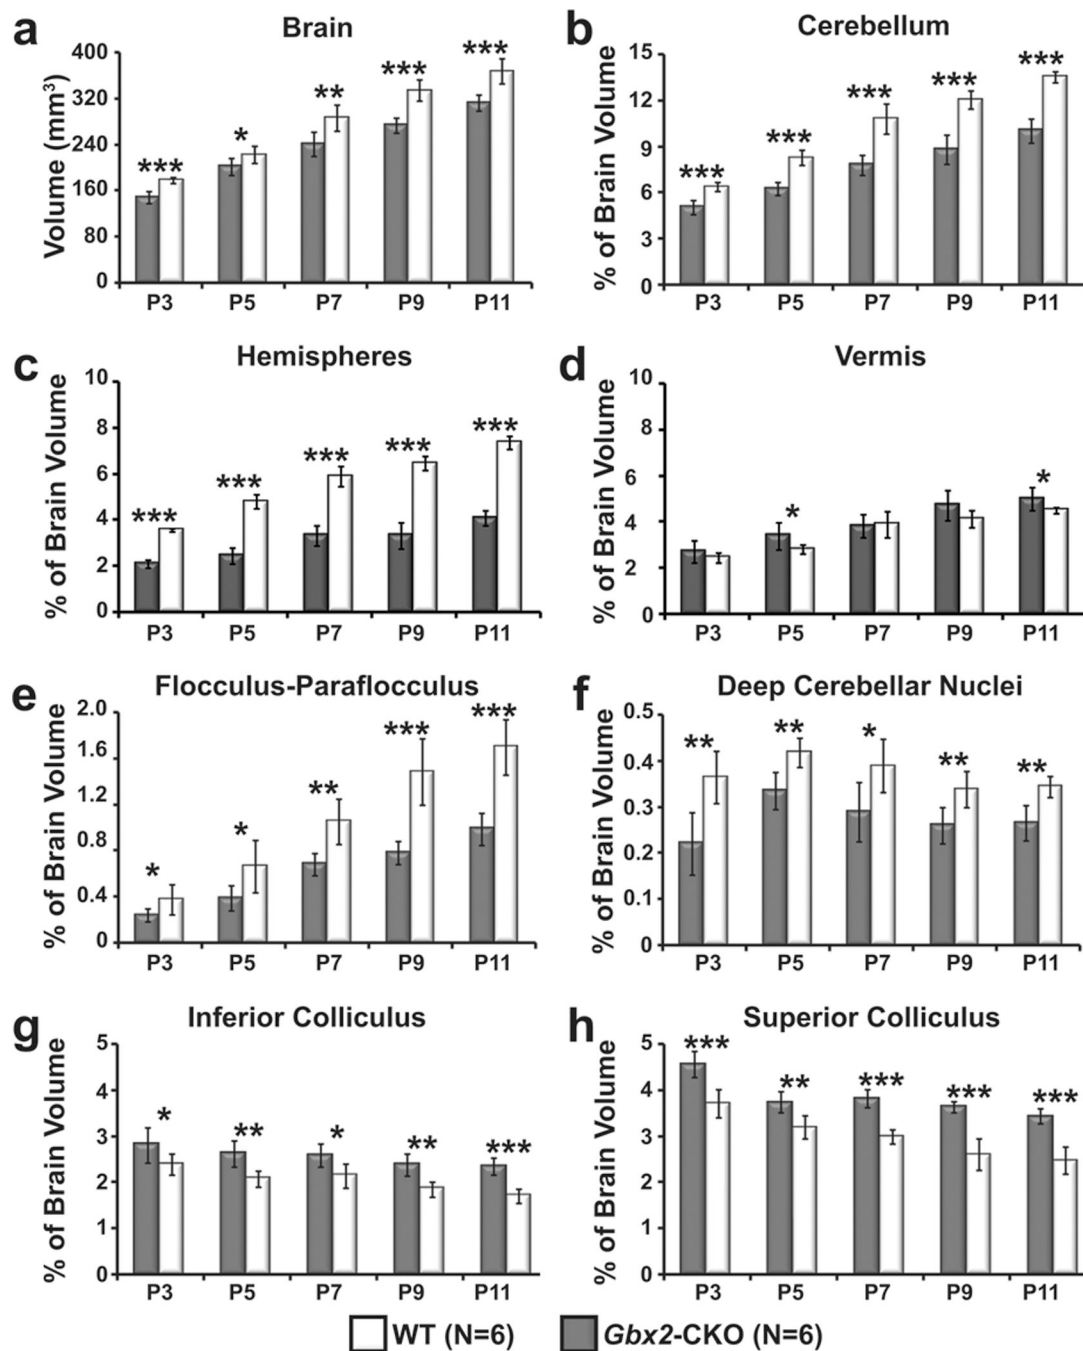 a
Brain
Volume (mm³)
400
320
240
160
80
0
***
*
**
***
***
P3 P5 P7 P9 P11
b
Cerebellum
% of Brain Volume
15
12
9
6
3
0
***
***
***
***
***
P3 P5 P7 P9 P11
c
Hemispheres
% of Brain Volume
10
8
6
4
2
0
***
***
***
***
***
P3 P5 P7 P9 P11
d
Vermis
% of Brain Volume
10
8
6
4
2
0
*
*
P3 P5 P7 P9 P11
e
Flocculus-Paraflocculus
% of Brain Volume
2.0
1.6
1.2
0.8
0.4
0
*
*
**
***
***
P3 P5 P7 P9 P11
f
Deep Cerebellar Nuclei
% of Brain Volume
0.5
0.4
0.3
0.2
0.1
0
**
**
*
**
**
P3 P5 P7 P9 P11
g
Inferior Colliculus
% of Brain Volume
5
4
3
2
1
0
*
**
*
**
***
P3 P5 P7 P9 P11
h
Superior Colliculus
% of Brain Volume
5
4
3
2
1
0
***
**
***
***
***
P3 P5 P7 P9 P11
WT (N=6) Gbx2-CKO (N=6)